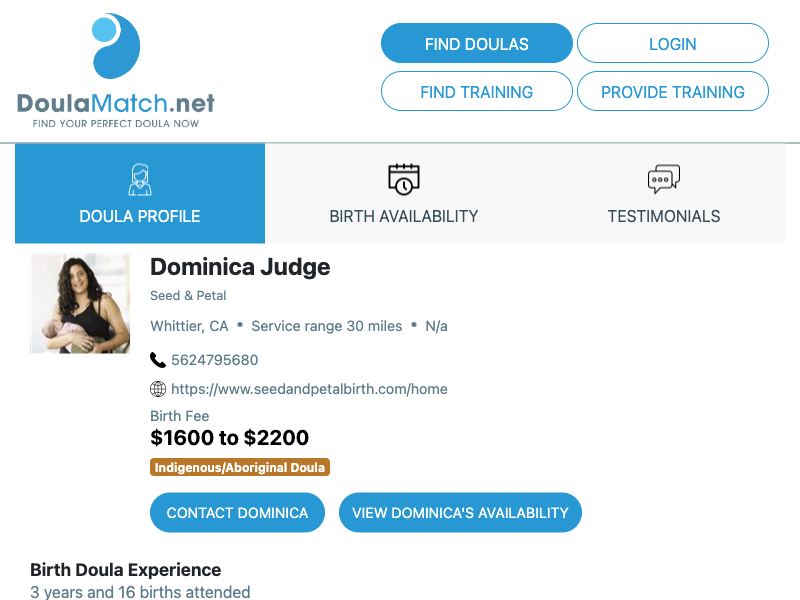 DoulaMatch.net
FIND YOUR PERFECT DOULA NOW
FIND DOULAS
LOGIN
FIND TRAINING
PROVIDE TRAINING
DOULA PROFILE
BIRTH AVAILABILITY
TESTIMONIALS
Dominica Judge
Seed & Petal
Whittier, CA • Service range 30 miles • N/a
5624795680
https://www.seedandpetalbirth.com/home
Birth Fee
$1600 to $2200
Indigenous/Aboriginal Doula
CONTACT DOMINICA
VIEW DOMINICA'S AVAILABILITY
Birth Doula Experience
3 years and 16 births attended